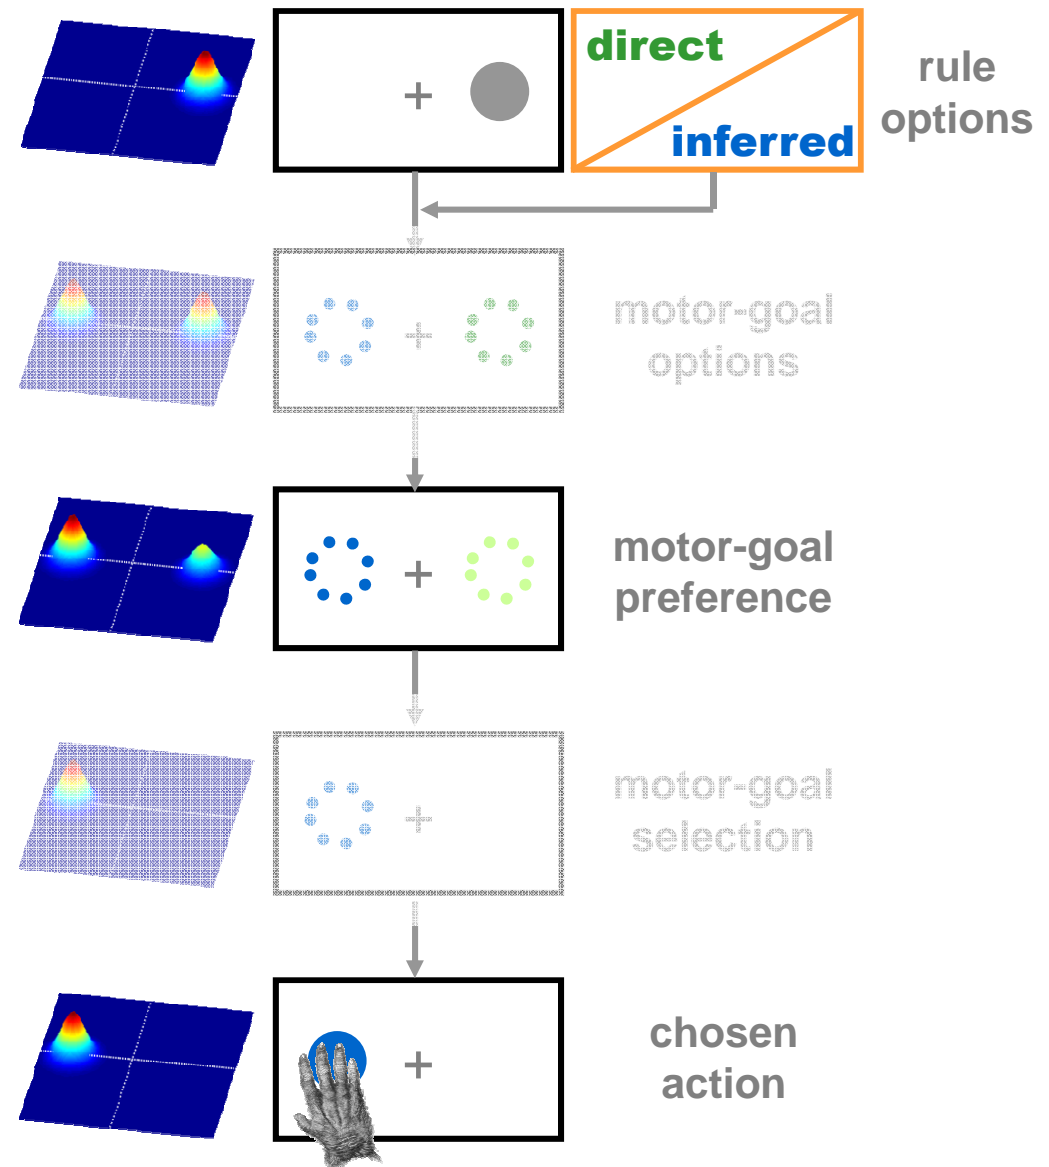 direct
inferred
rule
options
motor-goal
options
motor-goal
preference
motor-goal
selection
chosen
action